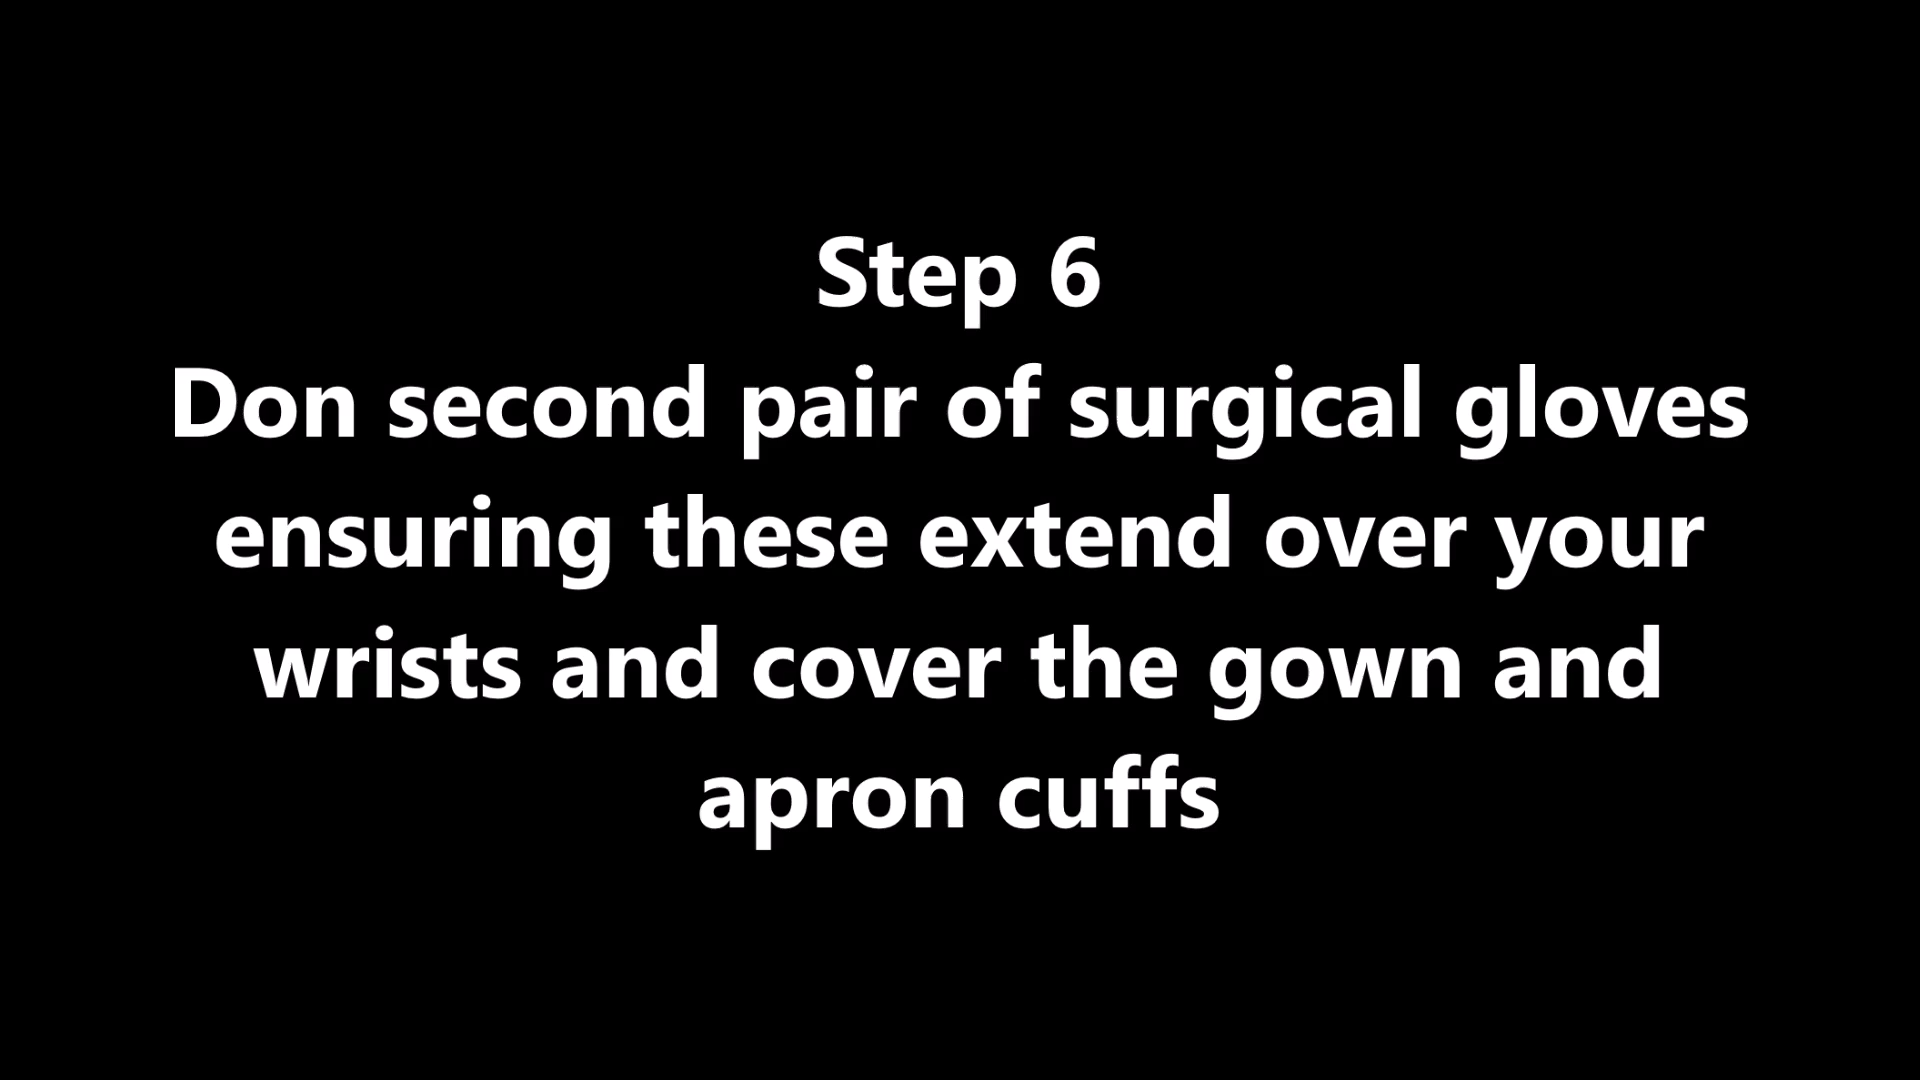 Step 6
Don second pair of surgical gloves
ensuring these extend over your
wrists and cover the gown and
apron cuffs